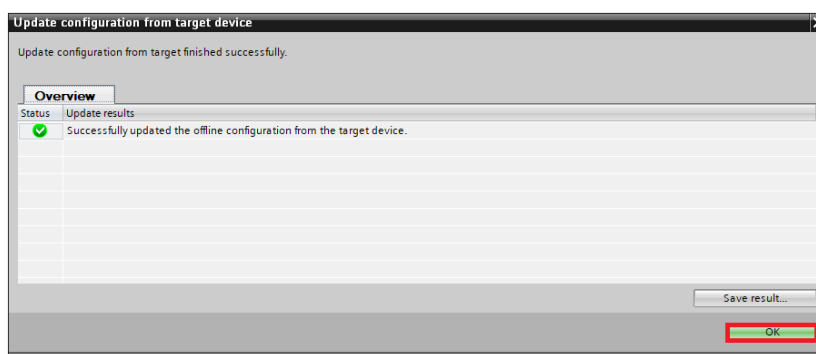 Update configuration from target device
Update configuration from target finished successfully.
Overview
Status Update results
Successfully updated the offline configuration from the target device.
Save result...
OK